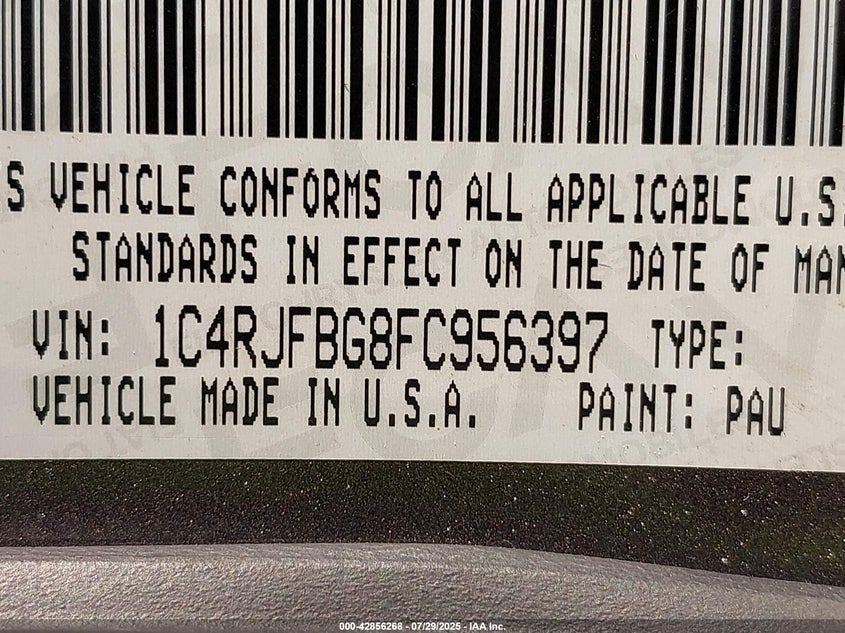 S VEHICLE CONFORMS TO ALL APPLICABLE U.S.
STANDARDS IN EFFECT ON THE DATE OF MAN
VIN: 1C4RJFBG8FC956397 TYPE:
VEHICLE MADE IN U.S.A. PAINT: PAU
000-42856268 - 07/29/2025 - IAA Inc.